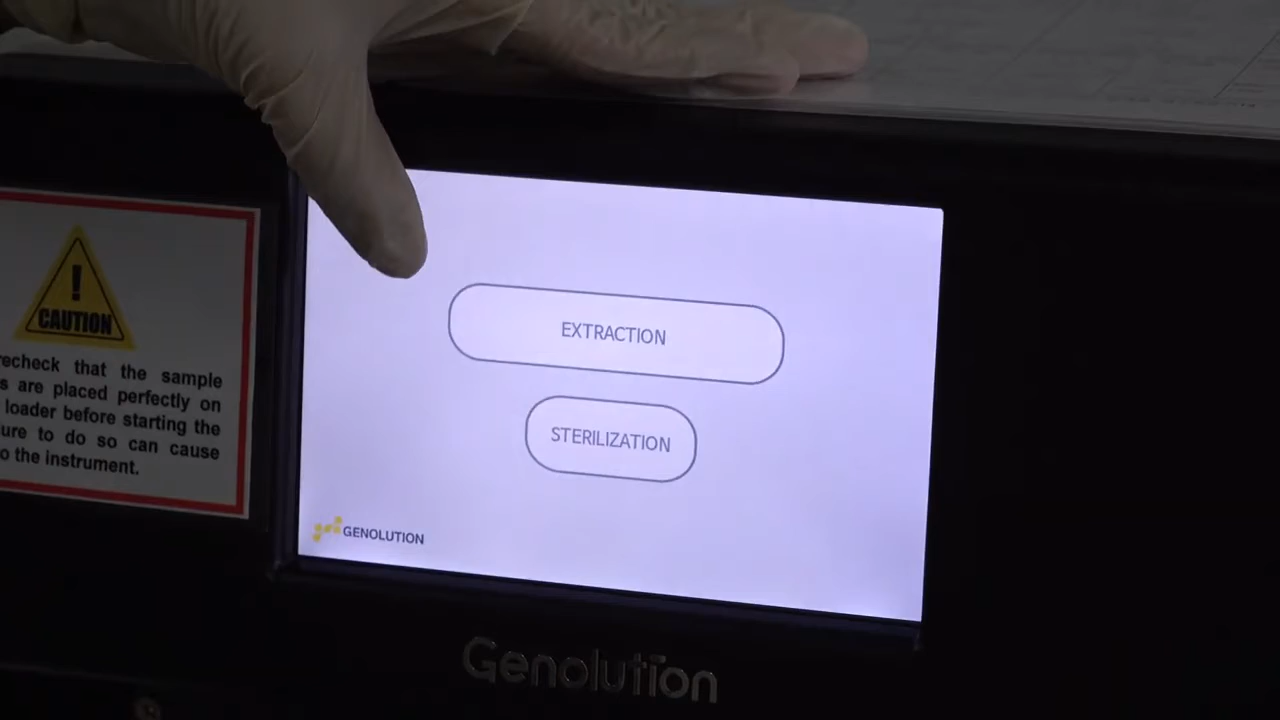 EXTRACTION
STERILIZATION
GENOLUTION
Genolution
!
CAUTION
recheck that the sample
s are placed perfectly on
loader before starting the
ure to do so can cause
o the instrument.